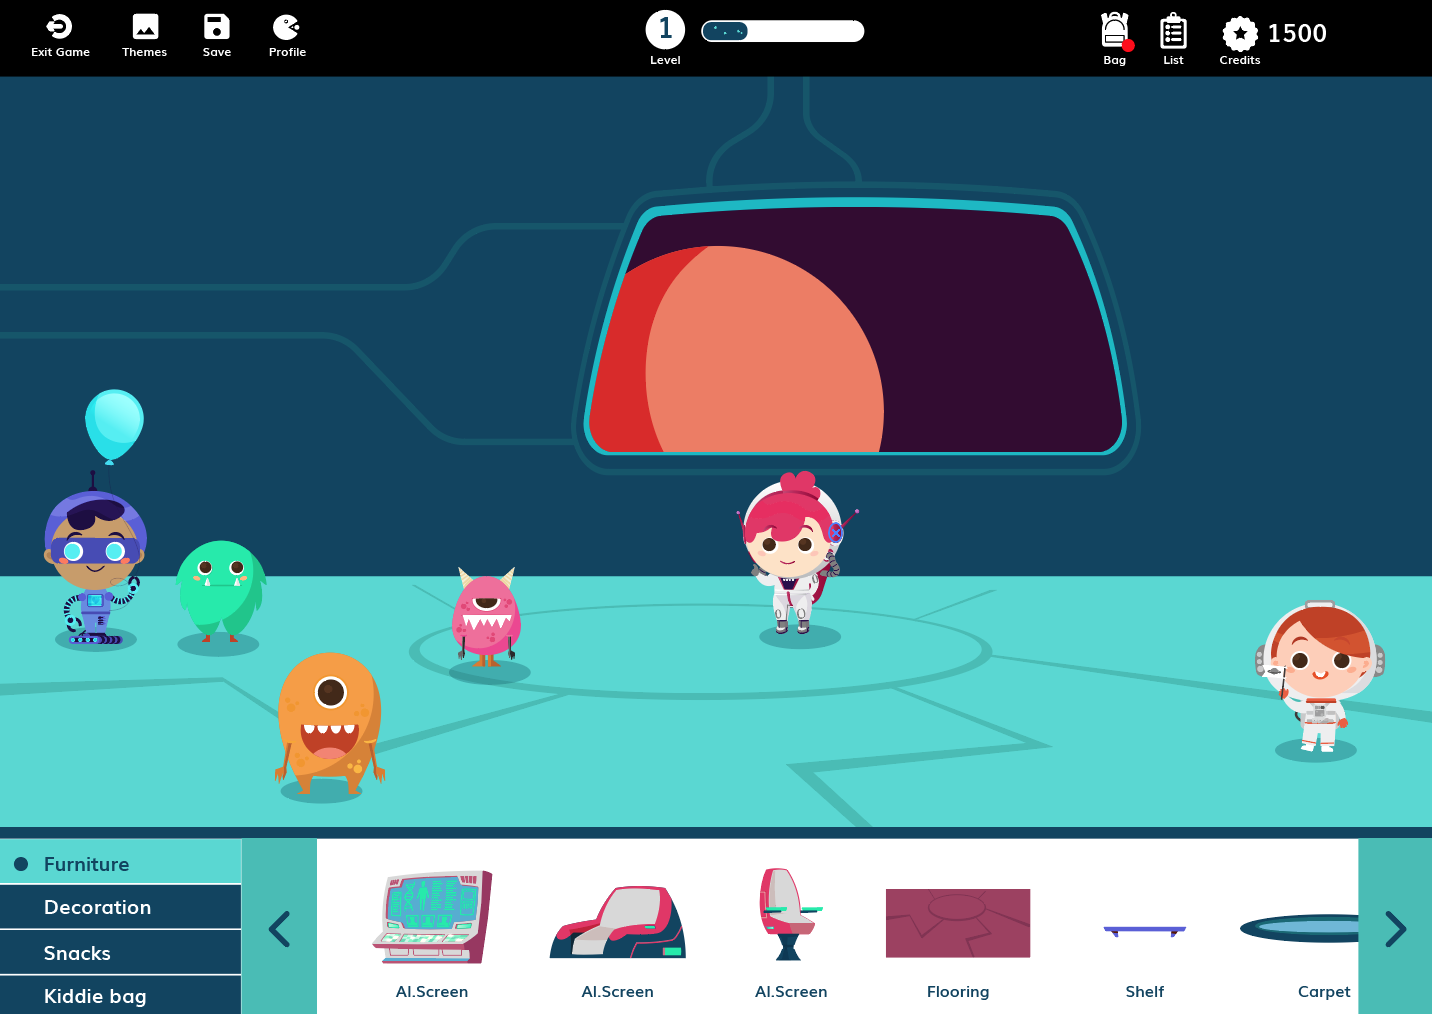 Exit Game
Themes
Save
Profile
1
Level
Bag
List
Credits
1500
Furniture
Decoration
Snacks
Kiddie bag
AI.Screen
AI.Screen
AI.Screen
Flooring
Shelf
Carpet